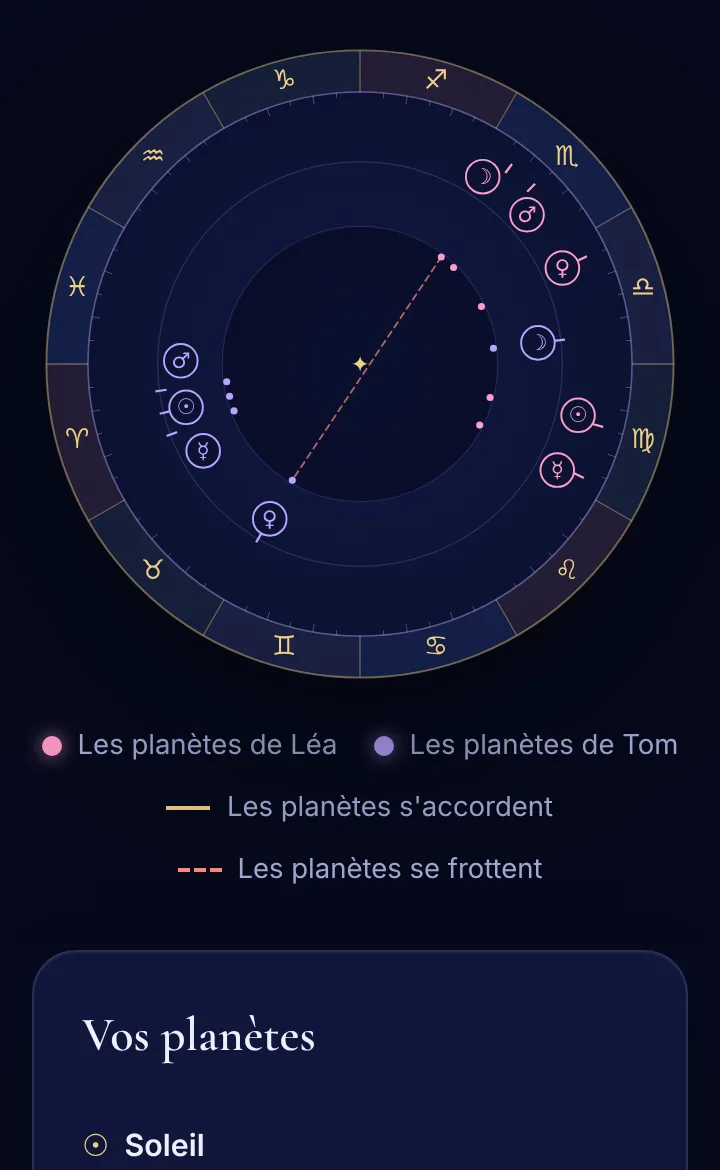 ♑ ♐
♒ ♏
☽
♂
♀
♓ ♎
☽
♂
☉ ☉
♈ ♍
☿ ☿
♀
♉ ♌
♊ ♋
Les planètes de Léa Les planètes de Tom
Les planètes s'accordent
Les planètes se frottent
Vos planètes
☉ Soleil